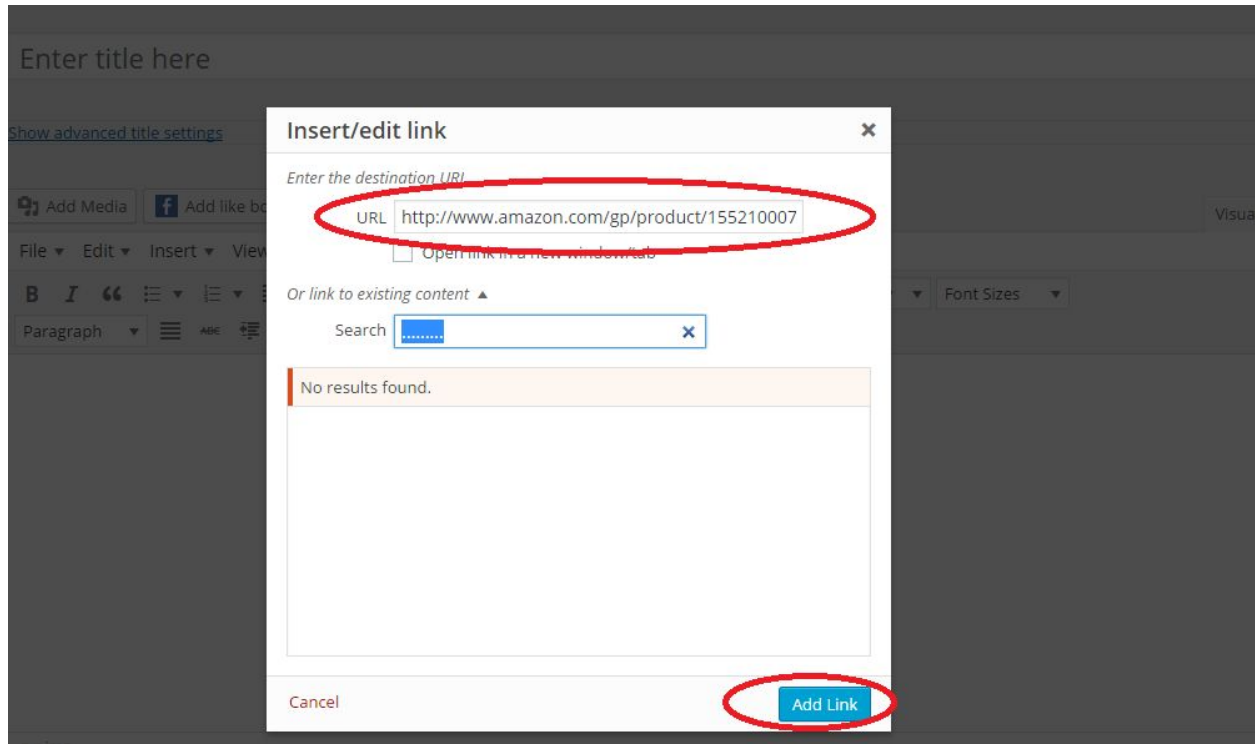 Enter title here
Show advanced title settings
Insert/edit link
Enter the destination URL
URL http://www.amazon.com/gp/product/155210007
Add Media Add like bo
Visua
Open link in a new window/tab
File Edit Insert View
B I
Or link to existing content
Font Sizes
Search .........
Paragraph ABC
No results found.
Cancel Add Link